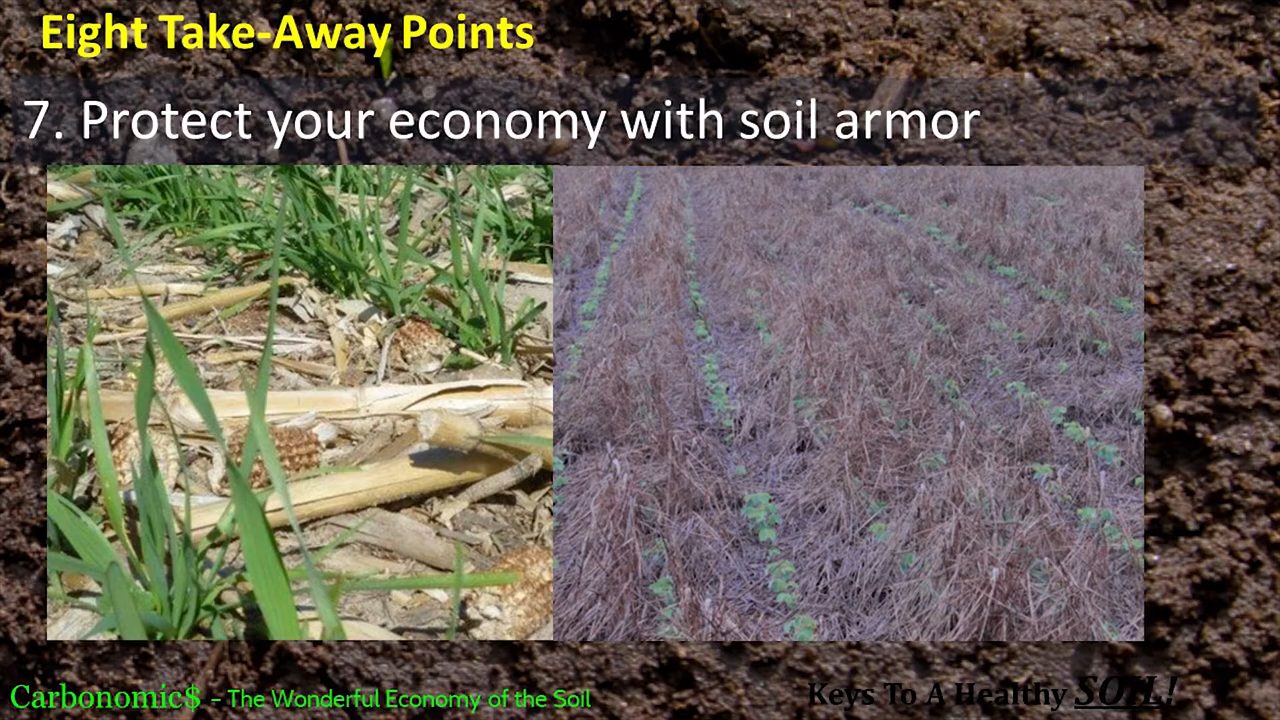 Eight Take-Away Points
7. Protect your economy with soil armor
Carbonomic$ – The Wonderful Economy of the Soil
Keys To A Healthy SOIL!